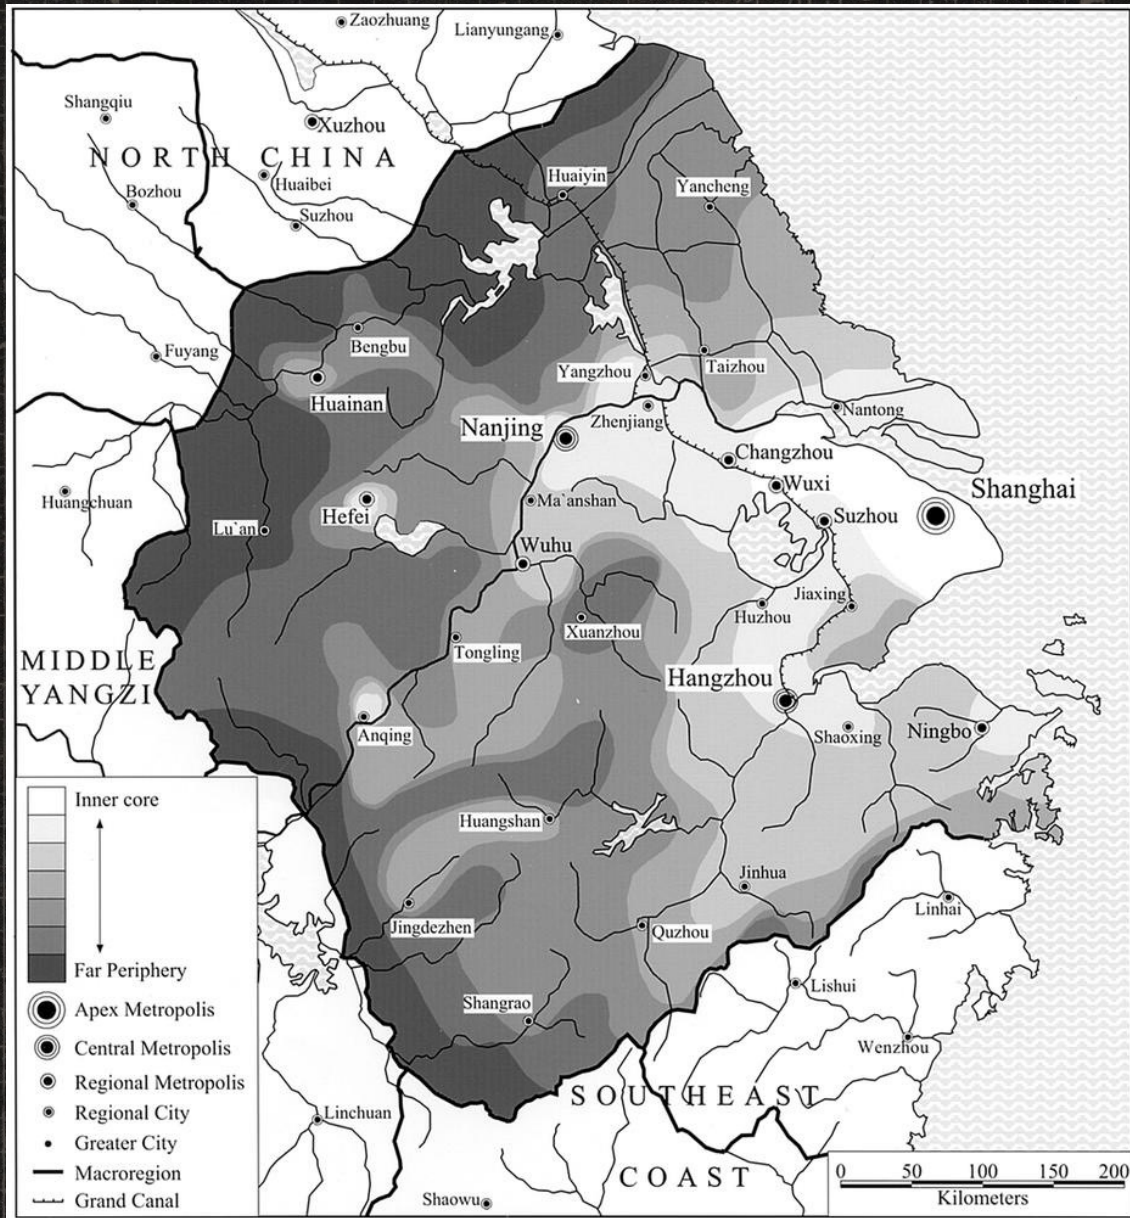 Zaozhuang
Lianyungang
Shangqiu
Xuzhou
NORTH CHINA
Huaibei
Huaiyin
Yancheng
Bozhou
Suzhou
Bengbu
Fuyang
Taizhou
Yangzhou
Huainan
Zhenjiang
Nantong
Nanjing
Changzhou
Wuxi
Shanghai
Huangchuan
Ma`anshan
Hefei
Suzhou
Lu`an
Wuhu
Jiaxing
Huzhou
Xuanzhou
Tongling
MIDDLE
YANGZI
Hangzhou
Anqing
Shaoxing
Ningbo
Huangshan
Jinhua
Jingdezhen
Quzhou
Linhai
Lishui
Shangrao
Wenzhou
SOUTHEAST
COAST
Linchuan
Shaowu
Inner core
Far Periphery
Apex Metropolis
Central Metropolis
Regional Metropolis
Regional City
Greater City
Macroregion
Grand Canal
0 50 100 150 200
Kilometers